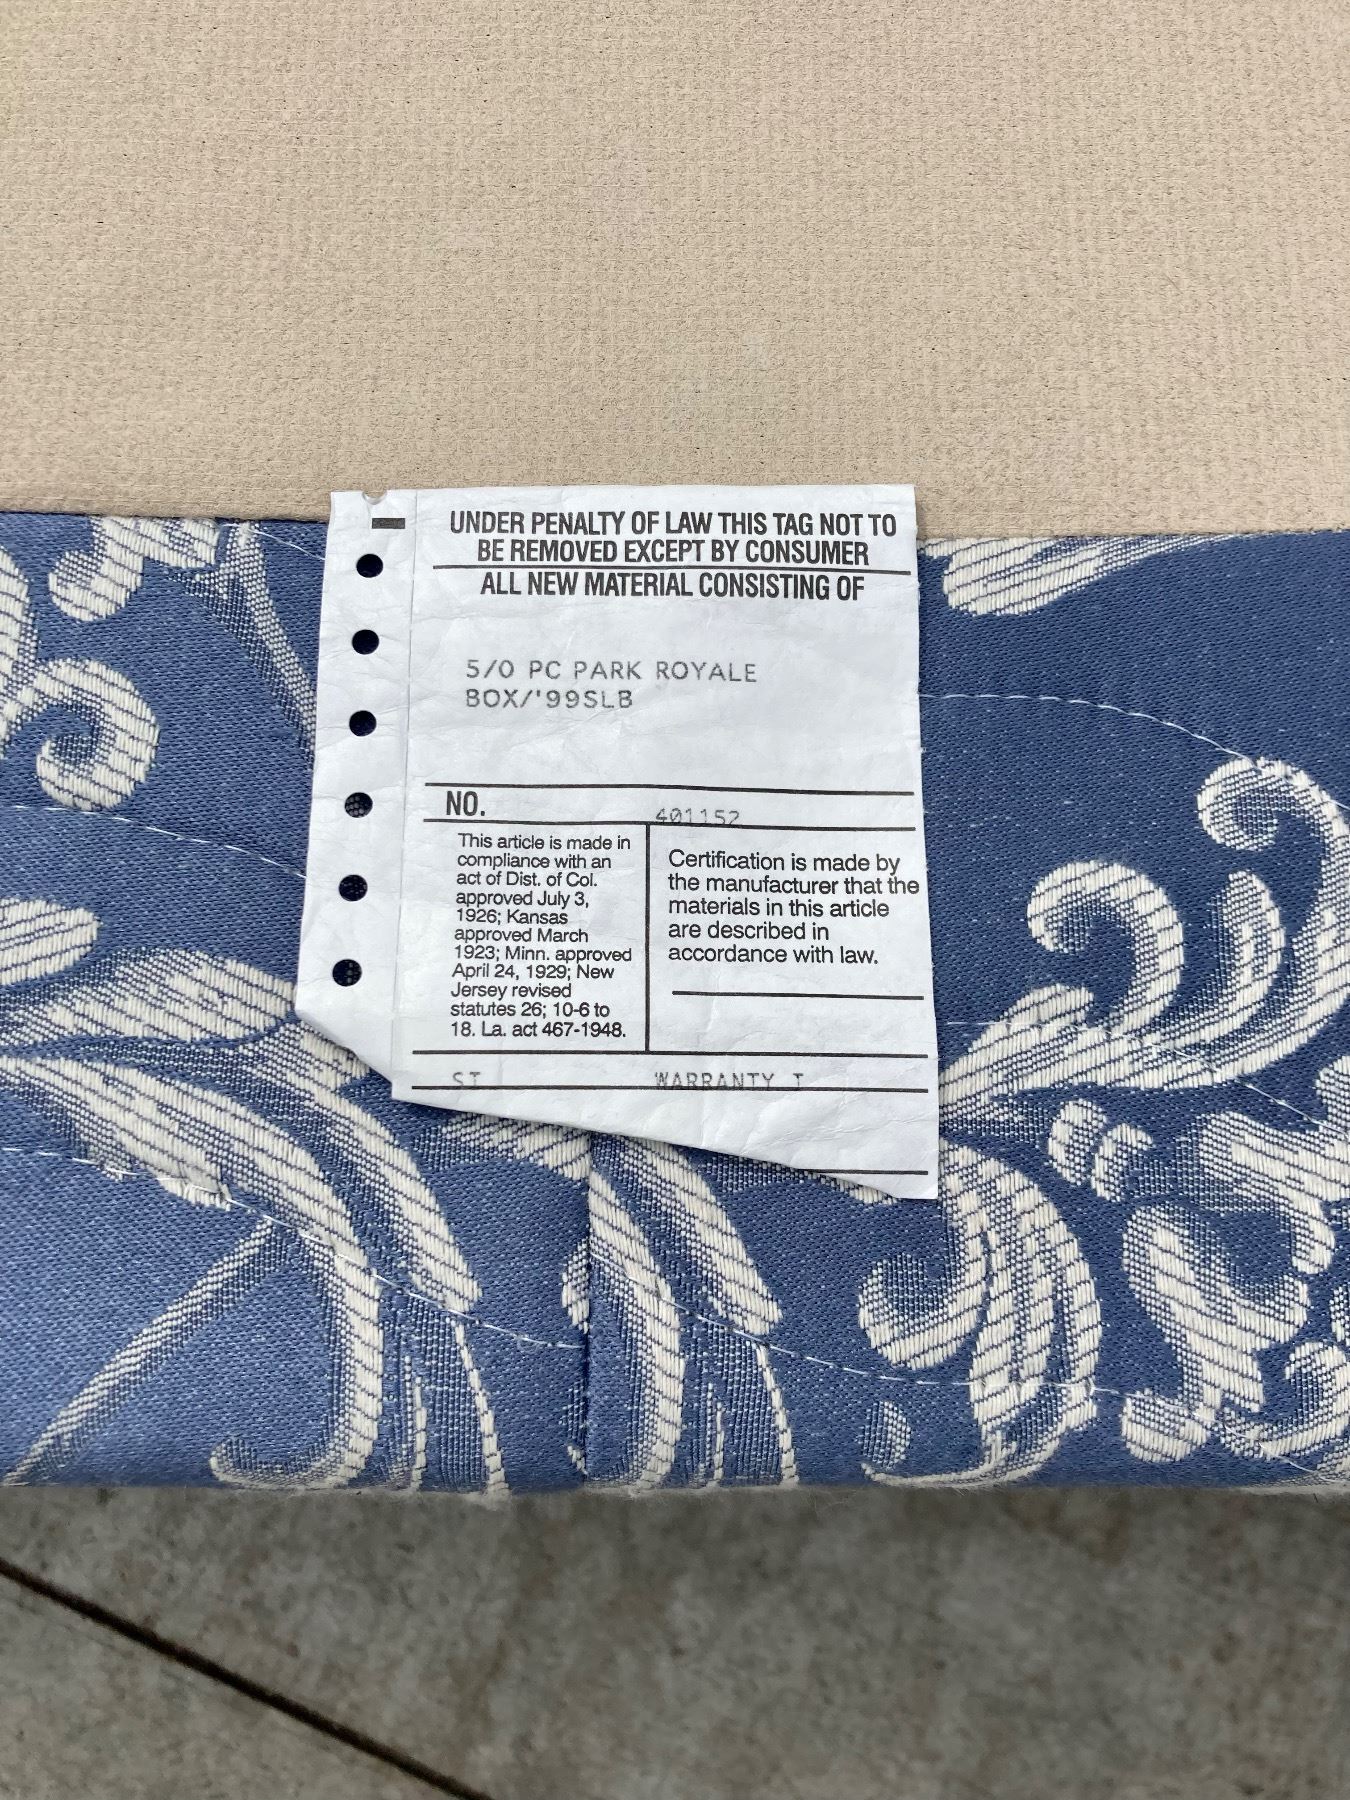 UNDER PENALTY OF LAW THIS TAG NOT TO
BE REMOVED EXCEPT BY CONSUMER
ALL NEW MATERIAL CONSISTING OF
5/0 PC PARK ROYALE
BOX/'99SLB
NO. 401152
This article is made in
compliance with an
act of Dist. of Col.
approved July 3,
1926; Kansas
approved March
1923; Minn. approved
April 24, 1929; New
Jersey revised
statutes 26; 10-6 to
18. La. act 467-1948.
Certification is made by
the manufacturer that the
materials in this article
are described in
accordance with law.
ST WARRANTY T